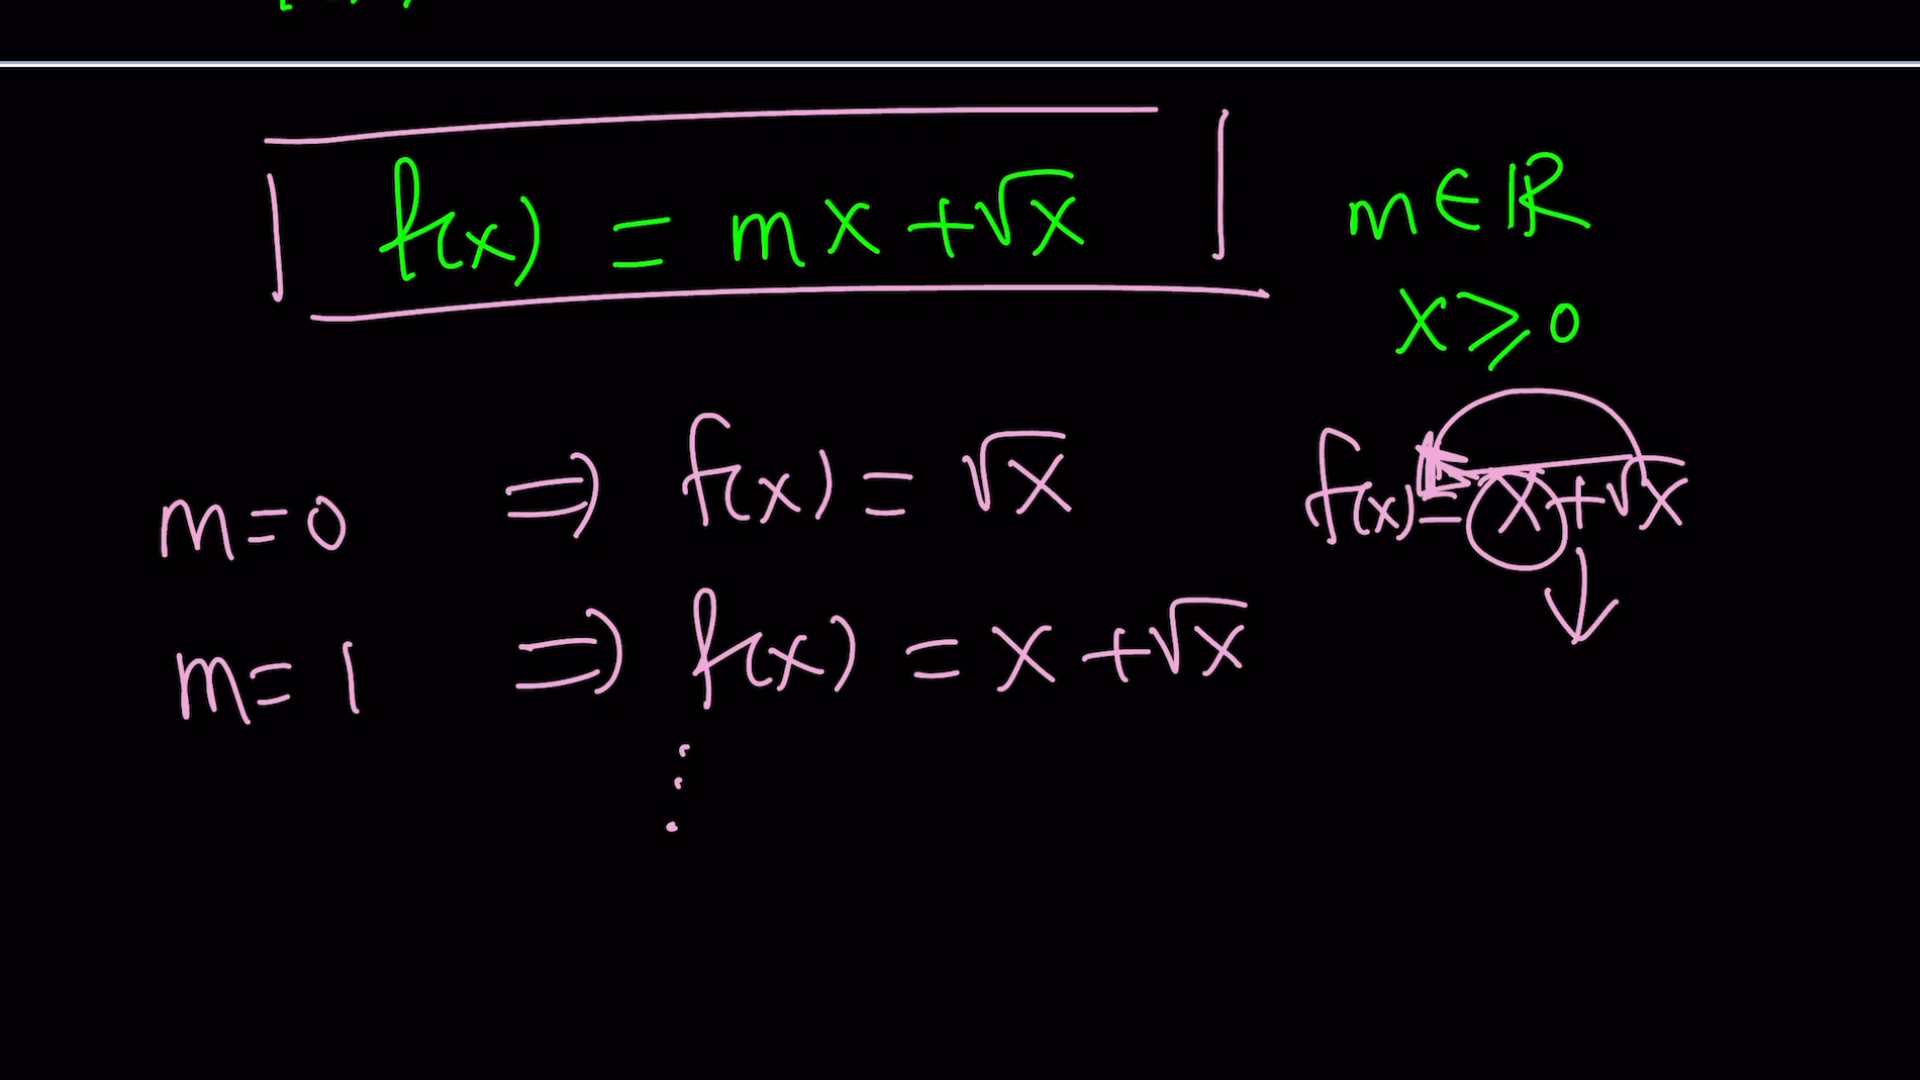 f(x) = mx + √x
m ∈ ℝ
x ⩾ 0
m = 0 ⇒ f(x) = √x
f(x) = x + √x
m = 1 ⇒ f(x) = x + √x
⋮